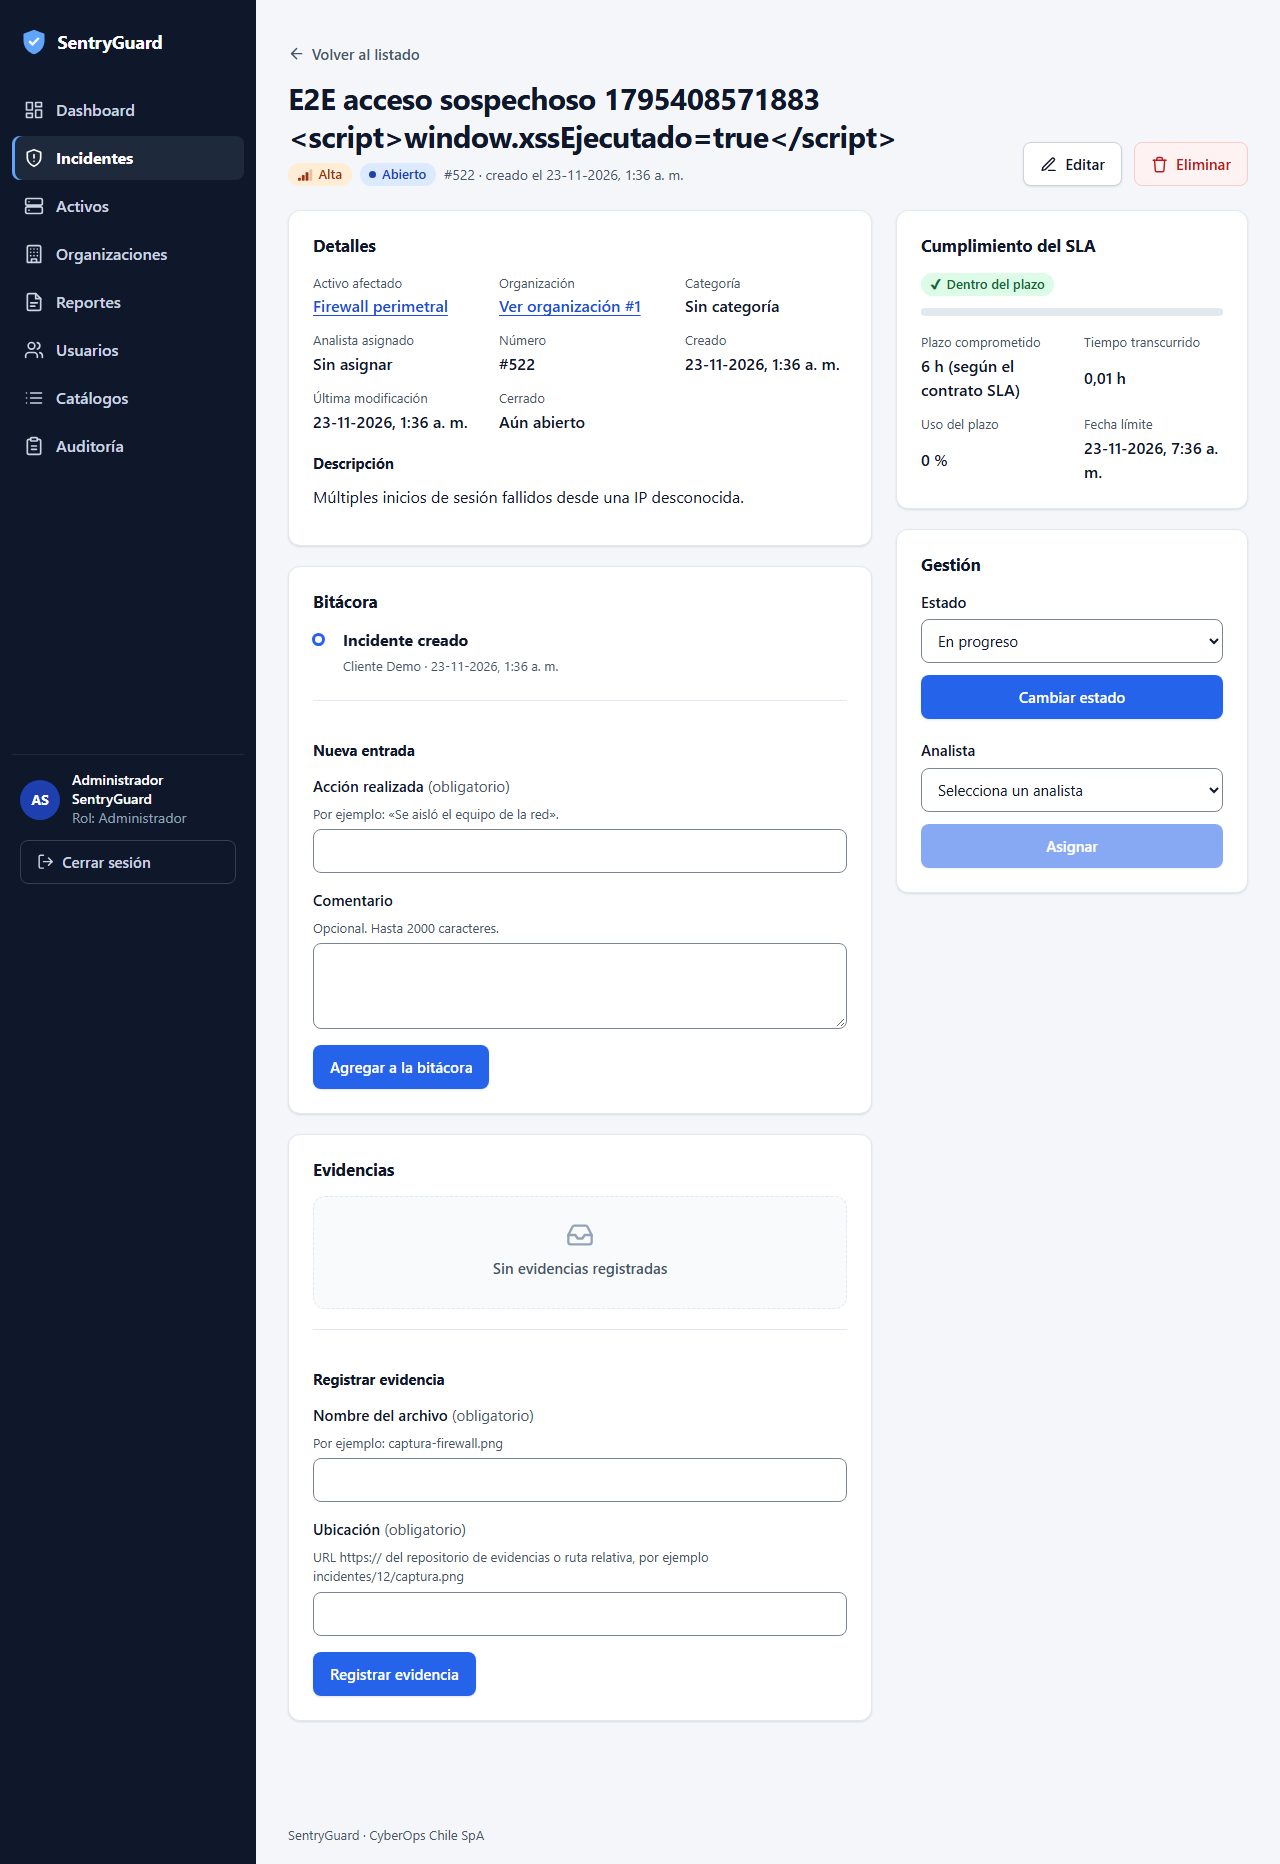 SentryGuard
Dashboard
Incidentes
Activos
Organizaciones
Reportes
Usuarios
Catálogos
Auditoría
AS
Administrador
SentryGuard
Rol: Administrador
Cerrar sesión
Volver al listado
E2E acceso sospechoso 1795408571883
<script>window.xssEjecutado=true</script>
Alta
Abierto
#522 · creado el 23-11-2026, 1:36 a. m.
Editar
Eliminar
Detalles
Activo afectado
Firewall perimetral
Organización
Ver organización #1
Categoría
Sin categoría
Analista asignado
Sin asignar
Número
#522
Creado
23-11-2026, 1:36 a. m.
Última modificación
23-11-2026, 1:36 a. m.
Cerrado
Aún abierto
Descripción
Múltiples inicios de sesión fallidos desde una IP desconocida.
Bitácora
Incidente creado
Cliente Demo · 23-11-2026, 1:36 a. m.
Nueva entrada
Acción realizada (obligatorio)
Por ejemplo: «Se aisló el equipo de la red».
Comentario
Opcional. Hasta 2000 caracteres.
Agregar a la bitácora
Evidencias
Sin evidencias registradas
Registrar evidencia
Nombre del archivo (obligatorio)
Por ejemplo: captura-firewall.png
Ubicación (obligatorio)
URL https:// del repositorio de evidencias o ruta relativa, por ejemplo
incidentes/12/captura.png
Registrar evidencia
Cumplimiento del SLA
✓ Dentro del plazo
Plazo comprometido
6 h (según el
contrato SLA)
Tiempo transcurrido
0,01 h
Uso del plazo
0 %
Fecha límite
23-11-2026, 7:36 a.
m.
Gestión
Estado
En progreso
Cambiar estado
Analista
Selecciona un analista
Asignar
SentryGuard · CyberOps Chile SpA